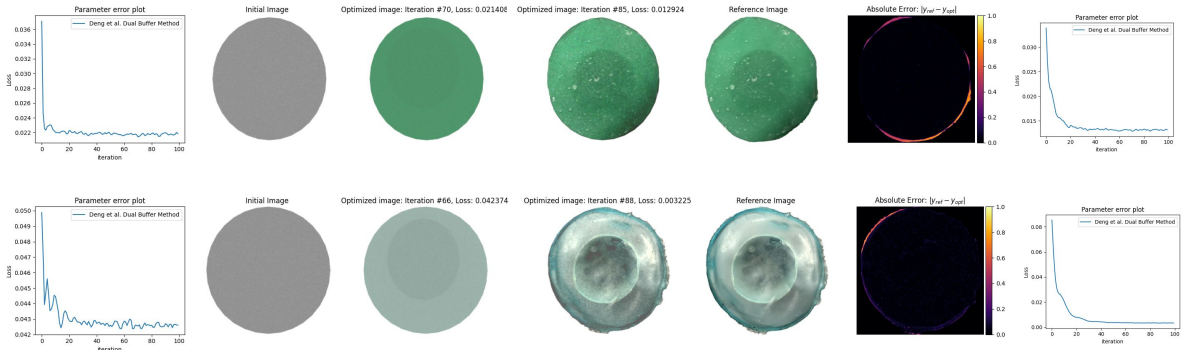 Parameter error plot
Deng et al. Dual Buffer Method
Loss
0.036
0.034
0.032
0.030
0.028
0.026
0.024
0.022
0 20 40 60 80 100
iteration
Initial Image
Optimized image: Iteration #70, Loss: 0.021408
Optimized image: Iteration #85, Loss: 0.012924
Reference Image
Absolute Error: |y_ref − y_opt|
1.0
0.8
0.6
0.4
0.2
0.0
Parameter error plot
Deng et al. Dual Buffer Method
Loss
0.030
0.025
0.020
0.015
0 20 40 60 80 100
iteration
Parameter error plot
Deng et al. Dual Buffer Method
Loss
0.050
0.049
0.048
0.047
0.046
0.045
0.044
0.043
0.042
0 20 40 60 80 100
iteration
Initial Image
Optimized image: Iteration #66, Loss: 0.042374
Optimized image: Iteration #88, Loss: 0.003225
Reference Image
Absolute Error: |y_ref − y_opt|
1.0
0.8
0.6
0.4
0.2
0.0
Parameter error plot
Deng et al. Dual Buffer Method
Loss
0.08
0.06
0.04
0.02
0.00
0 20 40 60 80 100
iteration